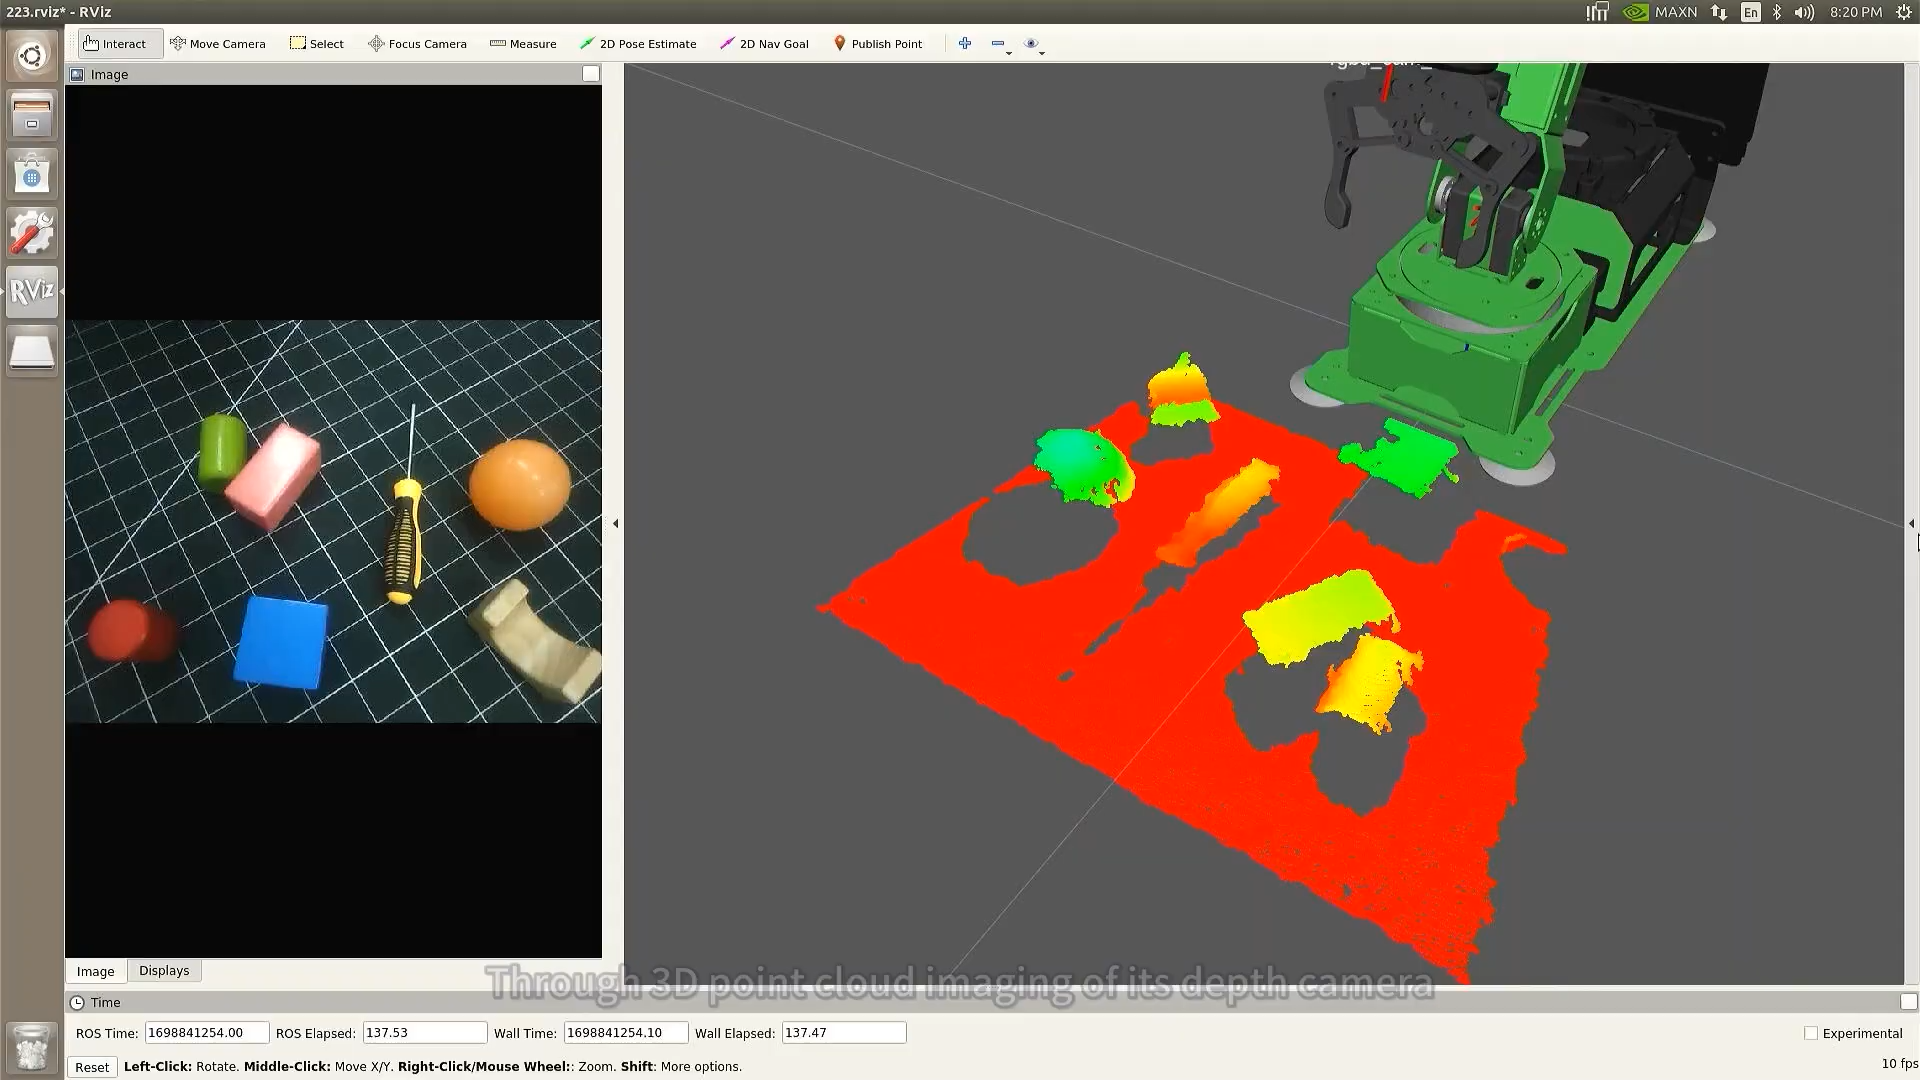 223.rviz* - RViz
MAXN
En
8:20 PM
Interact
Move Camera
Select
Focus Camera
Measure
2D Pose Estimate
2D Nav Goal
Publish Point
Image
RViz
Image
Displays
Through 3D point cloud imaging of its depth camera
Time
ROS Time: 1698841254.00
ROS Elapsed: 137.53
Wall Time: 1698841254.10
Wall Elapsed: 137.47
Experimental
Reset
Left-Click: Rotate. Middle-Click: Move X/Y. Right-Click/Mouse Wheel:: Zoom. Shift: More options.
10 fps